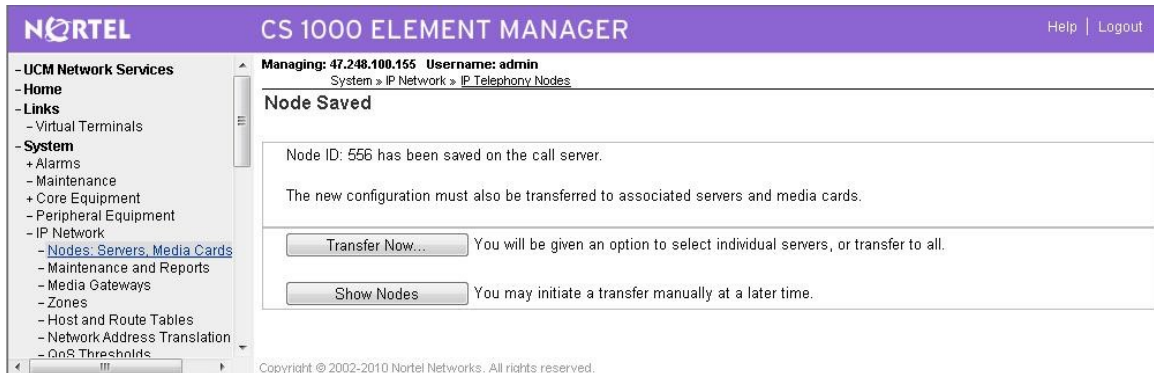 NORTEL
CS 1000 ELEMENT MANAGER
Help | Logout
- UCM Network Services
- Home
- Links
- Virtual Terminals
- System
+ Alarms
- Maintenance
+ Core Equipment
- Peripheral Equipment
- IP Network
- Nodes: Servers, Media Cards
- Maintenance and Reports
- Media Gateways
- Zones
- Host and Route Tables
- Network Address Translation
- QoS Thresholds
Managing: 47.248.100.155 Username: admin
System » IP Network » IP Telephony Nodes
Node Saved
Node ID: 556 has been saved on the call server.
The new configuration must also be transferred to associated servers and media cards.
Transfer Now... You will be given an option to select individual servers, or transfer to all.
Show Nodes You may initiate a transfer manually at a later time.
Copyright © 2002-2010 Nortel Networks. All rights reserved.